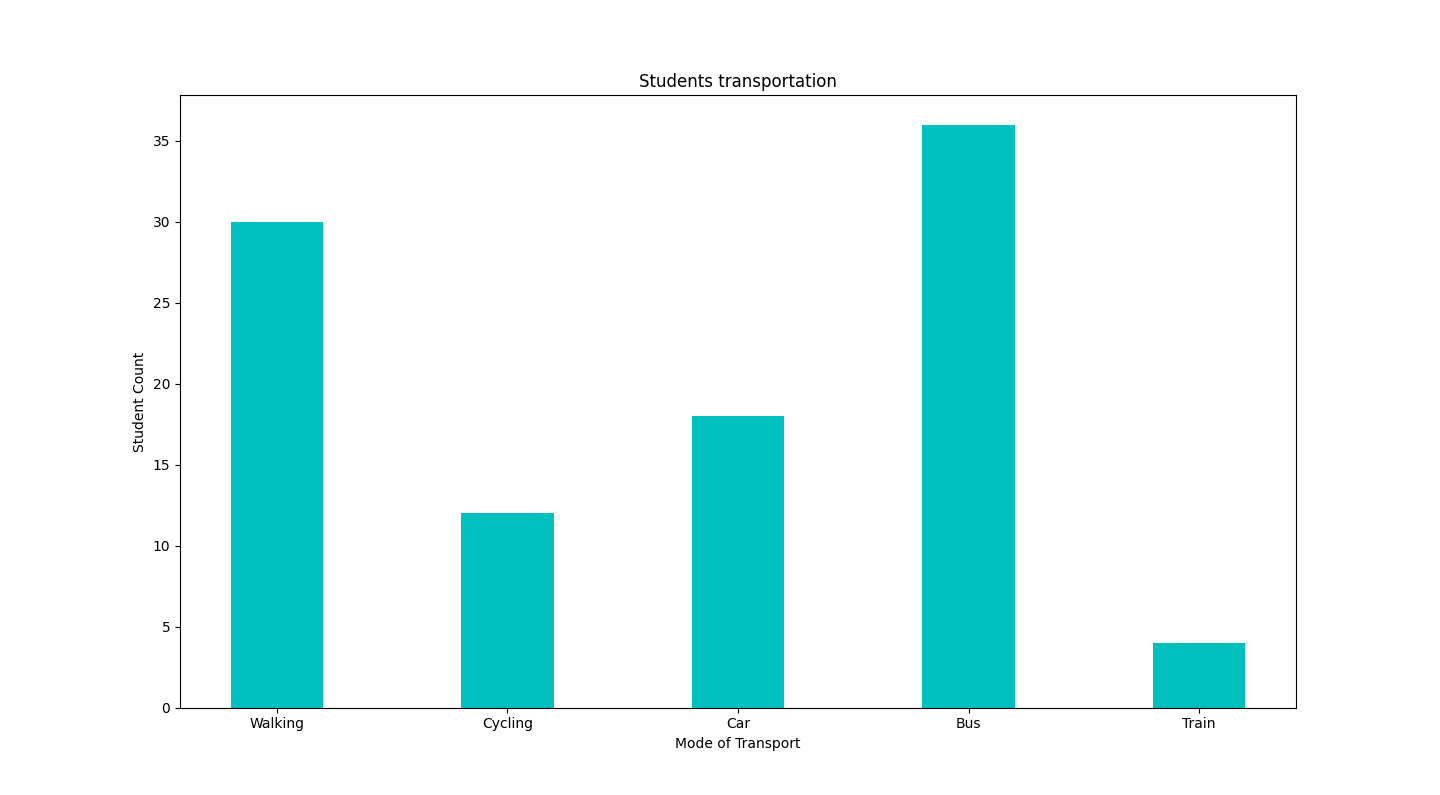 Students transportation
35
30
25
20
15
10
5
0
Student Count
Walking Cycling Car Bus Train
Mode of Transport